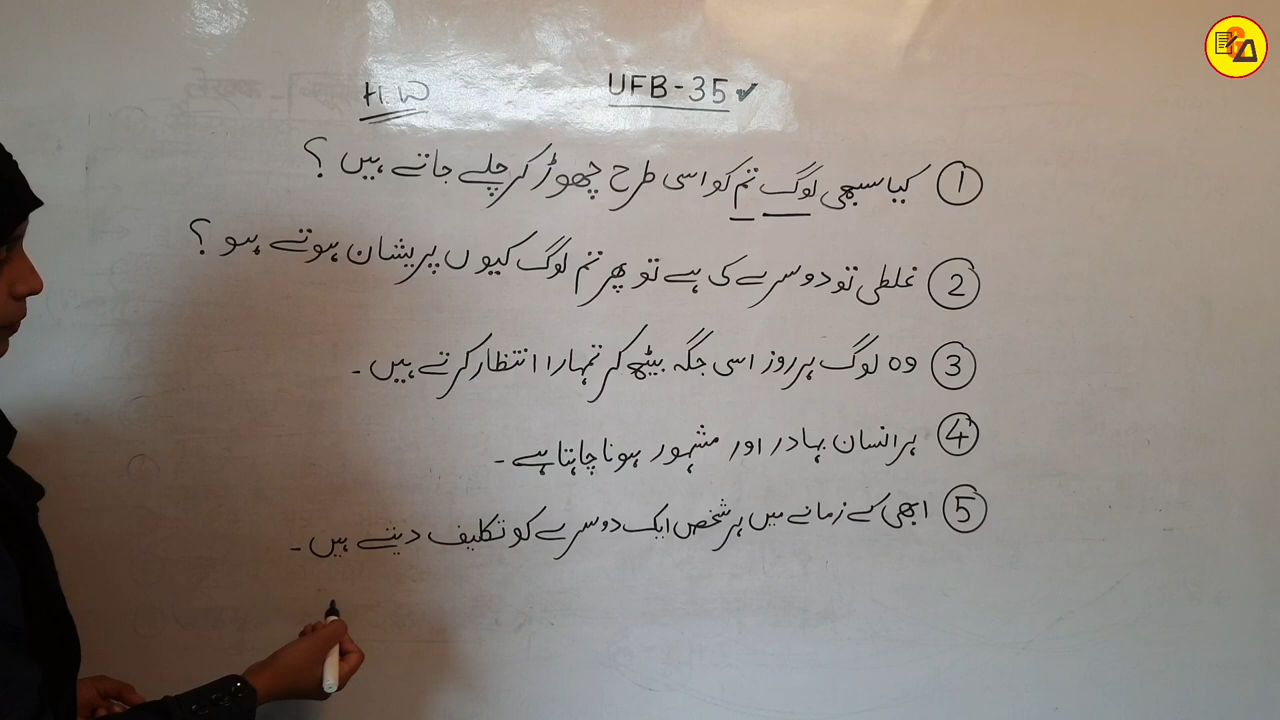 H.W
UFB-35✓
① کیا سبھی لوگ تم کو اسی طرح چھوڑ کر چلے جاتے ہیں ؟
② غلطی تو دوسرے کی ہے تو پھر تم لوگ کیوں پریشان ہوتے ہو ؟
③ وہ لوگ ہر روز اسی جگہ بیٹھ کر تمہارا انتظار کرتے ہیں ۔
④ ہر انسان بہادر اور مشہور ہونا چاہتا ہے ۔
⑤ ابھی کے زمانے میں ہر شخص ایک دوسرے کو تکلیف دیتے ہیں ۔